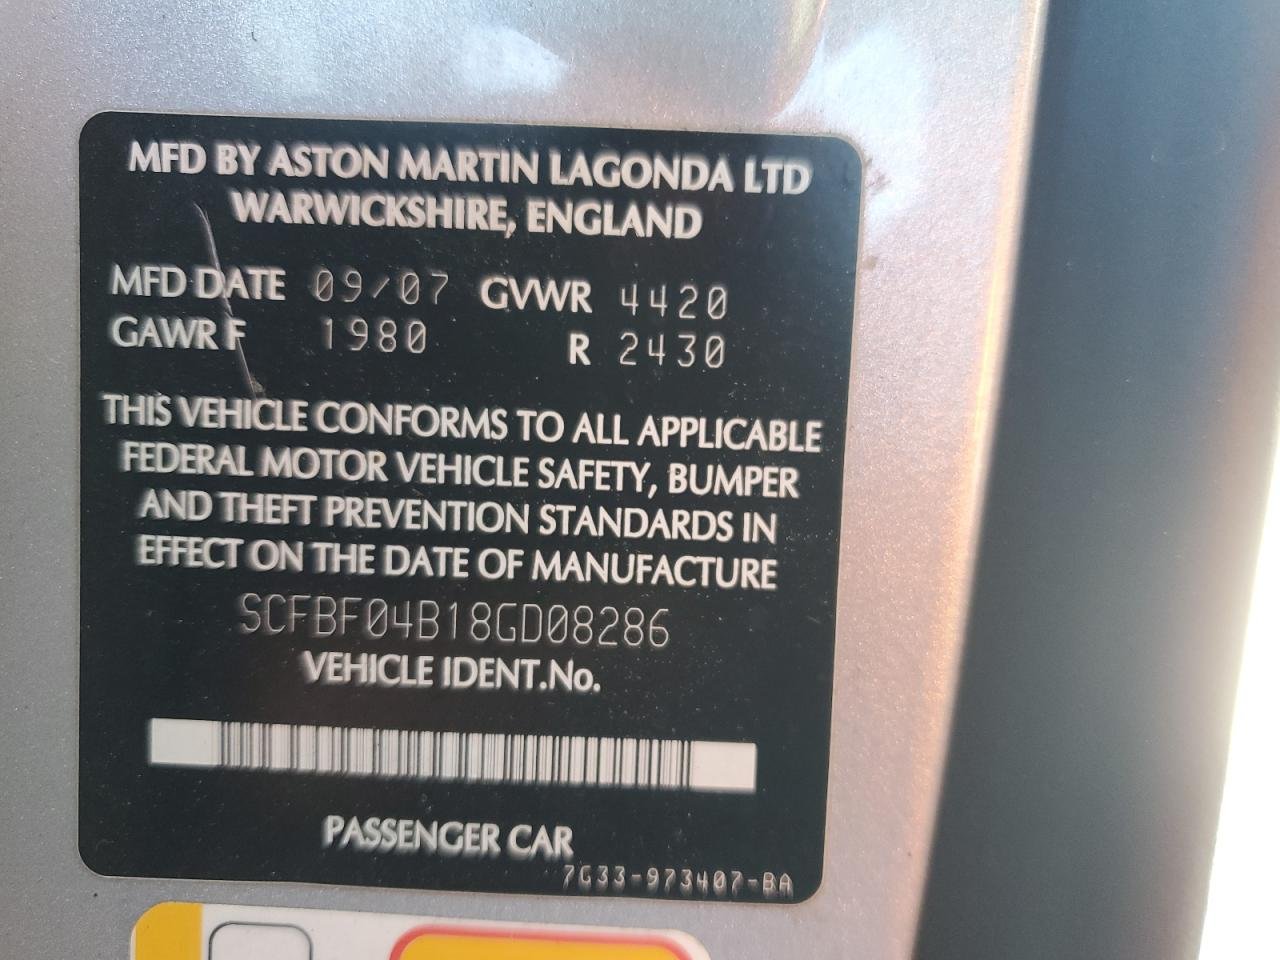 MFD BY ASTON MARTIN LAGONDA LTD
WARWICKSHIRE, ENGLAND
MFD DATE 09/07 GVWR 4420
GAWR F 1980 R 2430
THIS VEHICLE CONFORMS TO ALL APPLICABLE
FEDERAL MOTOR VEHICLE SAFETY, BUMPER
AND THEFT PREVENTION STANDARDS IN
EFFECT ON THE DATE OF MANUFACTURE
SCFBF04B18GD08286
VEHICLE IDENT.No.
PASSENGER CAR
7G33-973407-BA